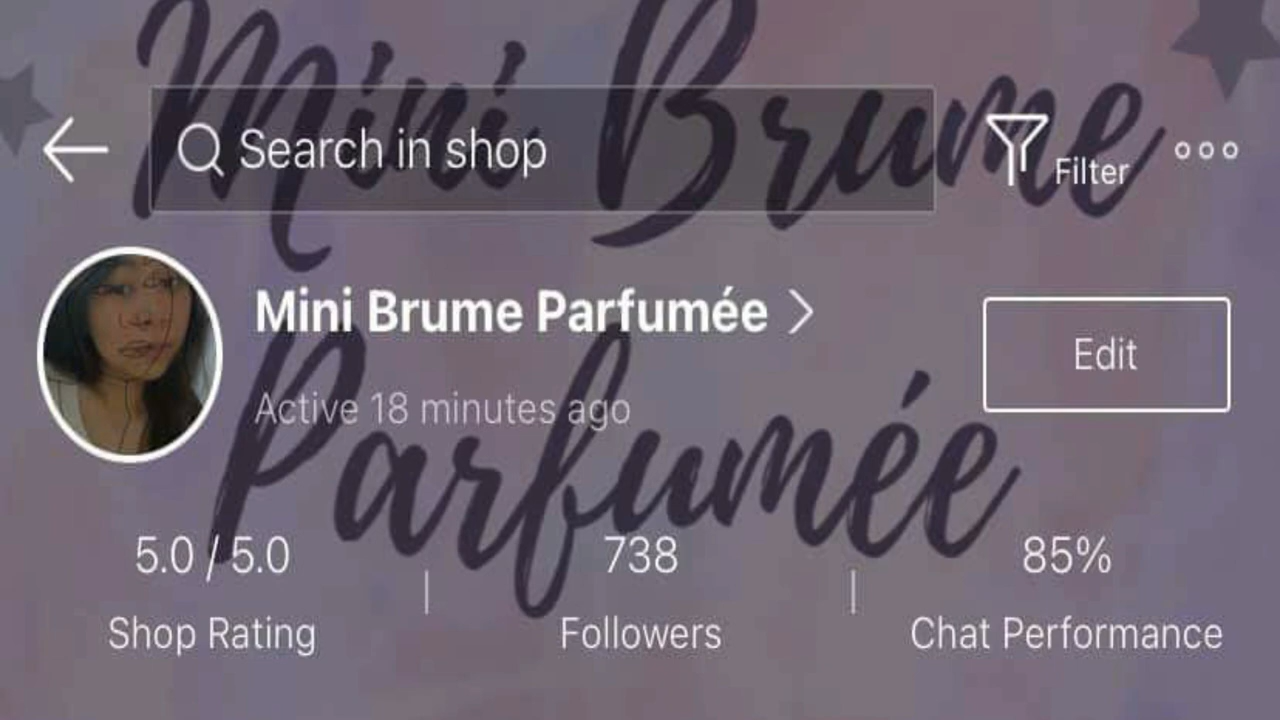 Mini Brume
Search in shop
Filter
Mini Brume Parfumée
Edit
Active 18 minutes ago
Parfumée
5.0 / 5.0
738
85%
Shop Rating
Followers
Chat Performance